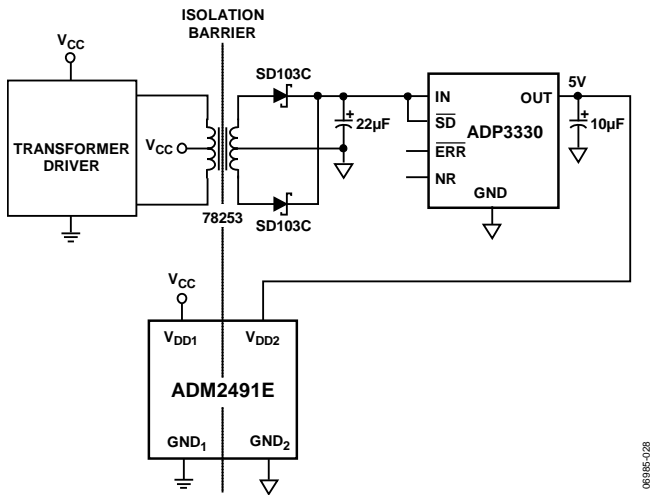 ISOLATION
BARRIER
VCC
SD103C
5V
IN
OUT
SD
ADP3330
ERR
NR
GND
22µF
+
10µF
+
TRANSFORMER
DRIVER
VCC
78253
SD103C
VCC
VDD1
VDD2
ADM2491E
GND1
GND2
06985-028